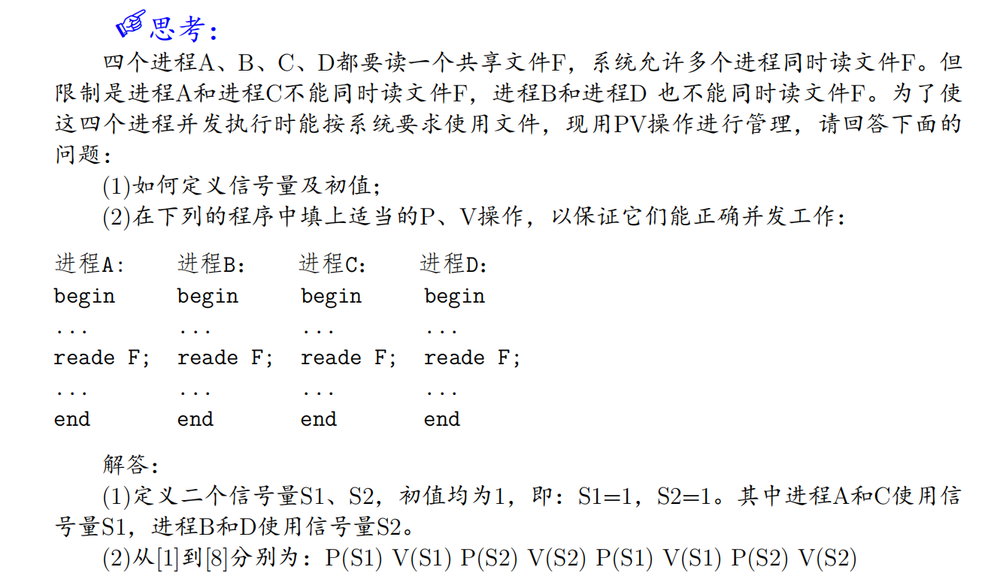 思考：
四个进程A、B、C、D都要读一个共享文件F，系统允许多个进程同时读文件F。但
限制是进程A和进程C不能同时读文件F，进程B和进程D 也不能同时读文件F。为了使
这四个进程并发执行时能按系统要求使用文件，现用PV操作进行管理，请回答下面的
问题：
(1)如何定义信号量及初值；
(2)在下列的程序中填上适当的P、V操作，以保证它们能正确并发工作：
进程A: 进程B： 进程C： 进程D：
begin begin begin begin
... ... ... ...
reade F; reade F; reade F; reade F;
... ... ... ...
end end end end
解答：
(1)定义二个信号量S1、S2，初值均为1，即：S1=1，S2=1。其中进程A和C使用信
号量S1，进程B和D使用信号量S2。
(2)从[1]到[8]分别为：P(S1) V(S1) P(S2) V(S2) P(S1) V(S1) P(S2) V(S2)